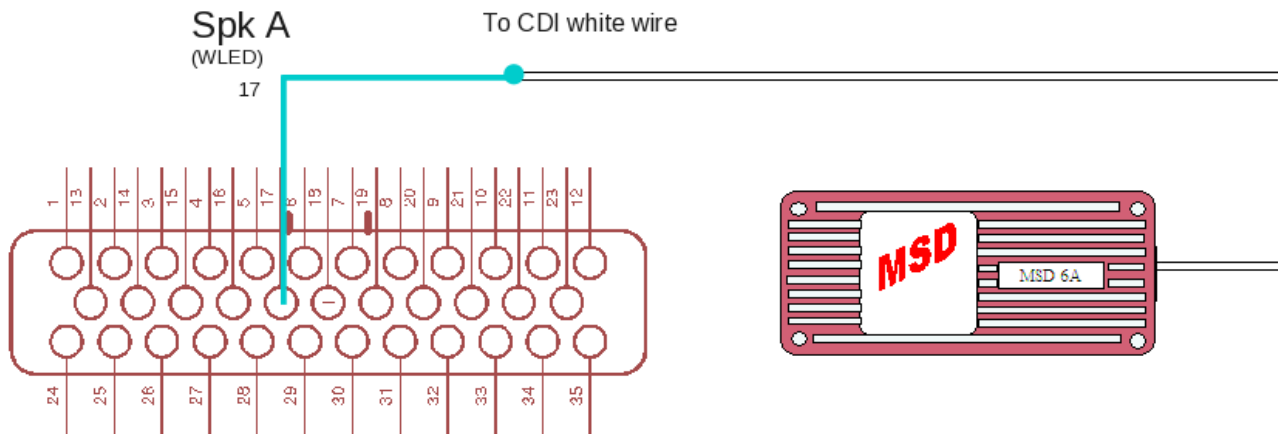 Spk A
To CDI white wire
(WLED)
17
1 13 2 14 3 15 4 16 5 17 6 18 7 19 8 20 9 21 10 22 11 23 12
MSD
MSD 6A
24 25 26 27 28 29 30 31 32 33 34 35